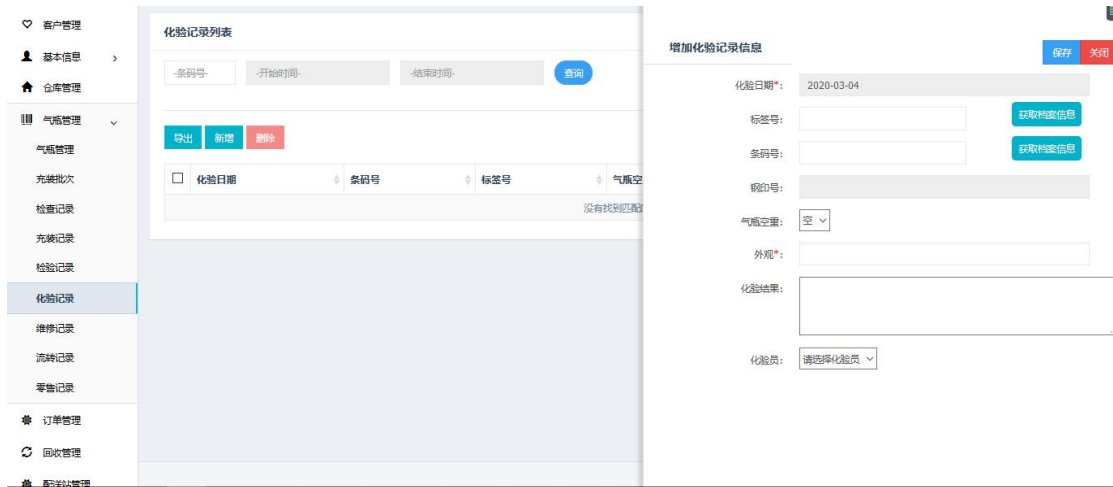 客户管理
基本信息
仓库管理
气瓶管理
气瓶管理
充装批次
检查记录
充装记录
检验记录
化验记录
维修记录
流转记录
零售记录
订单管理
回收管理
配送站管理
化验记录列表
-条码号- -开始时间- -结束时间- 查询
导出 新增 删除
化验日期 条码号 标签号 气瓶空
没有找到匹配
增加化验记录信息 保存 关闭
化验日期*: 2020-03-04
标签号: 获取档案信息
条码号: 获取档案信息
钢印号:
气瓶空重: 空
外观*:
化验结果:
化验员: 请选择化验员